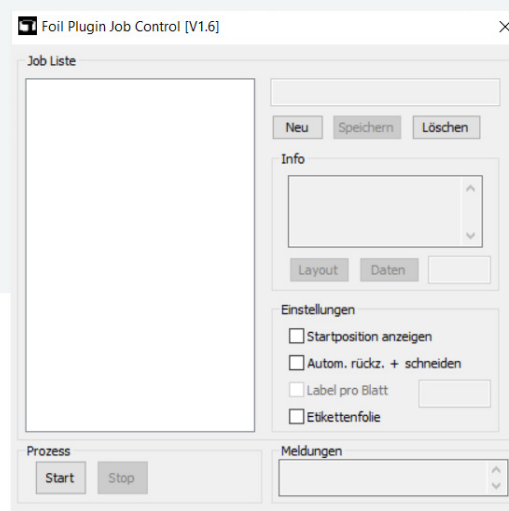 Foil Plugin Job Control [V1.6]
Job Liste
Neu Speichern Löschen
Info
Layout Daten
Einstellungen
Startposition anzeigen
Autom. rückz. + schneiden
Label pro Blatt
Etikettenfolie
Prozess
Start Stop
Meldungen